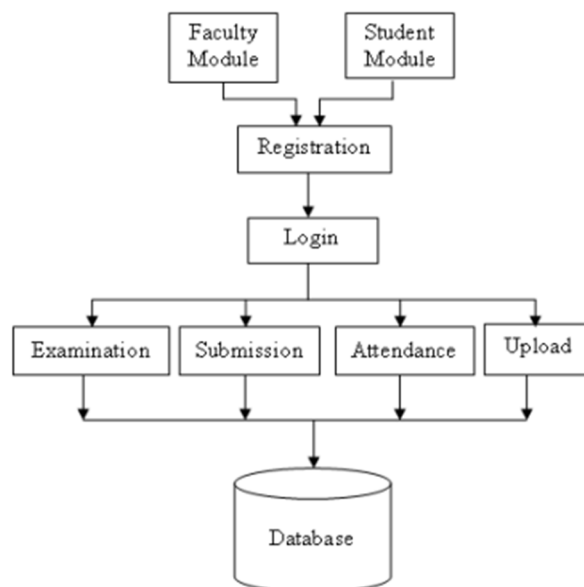 Faculty
Module
Student
Module
Registration
Login
Examination
Submission
Attendance
Upload
Database